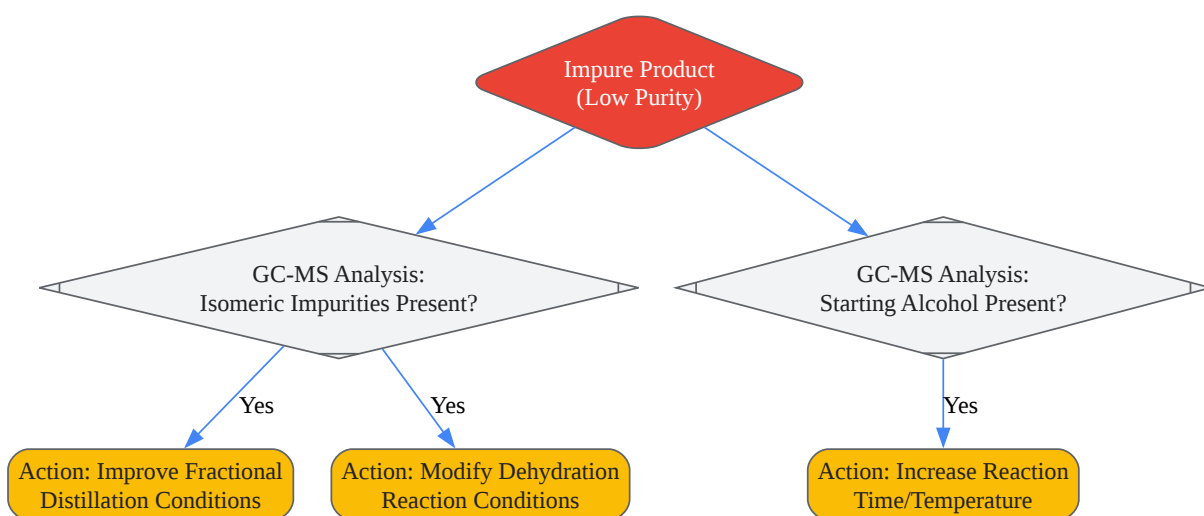 Impure Product
(Low Purity)
GC-MS Analysis:
Isomeric Impurities Present?
GC-MS Analysis:
Starting Alcohol Present?
Yes
Yes
Yes
Action: Improve Fractional
Distillation Conditions
Action: Modify Dehydration
Reaction Conditions
Action: Increase Reaction
Time/Temperature